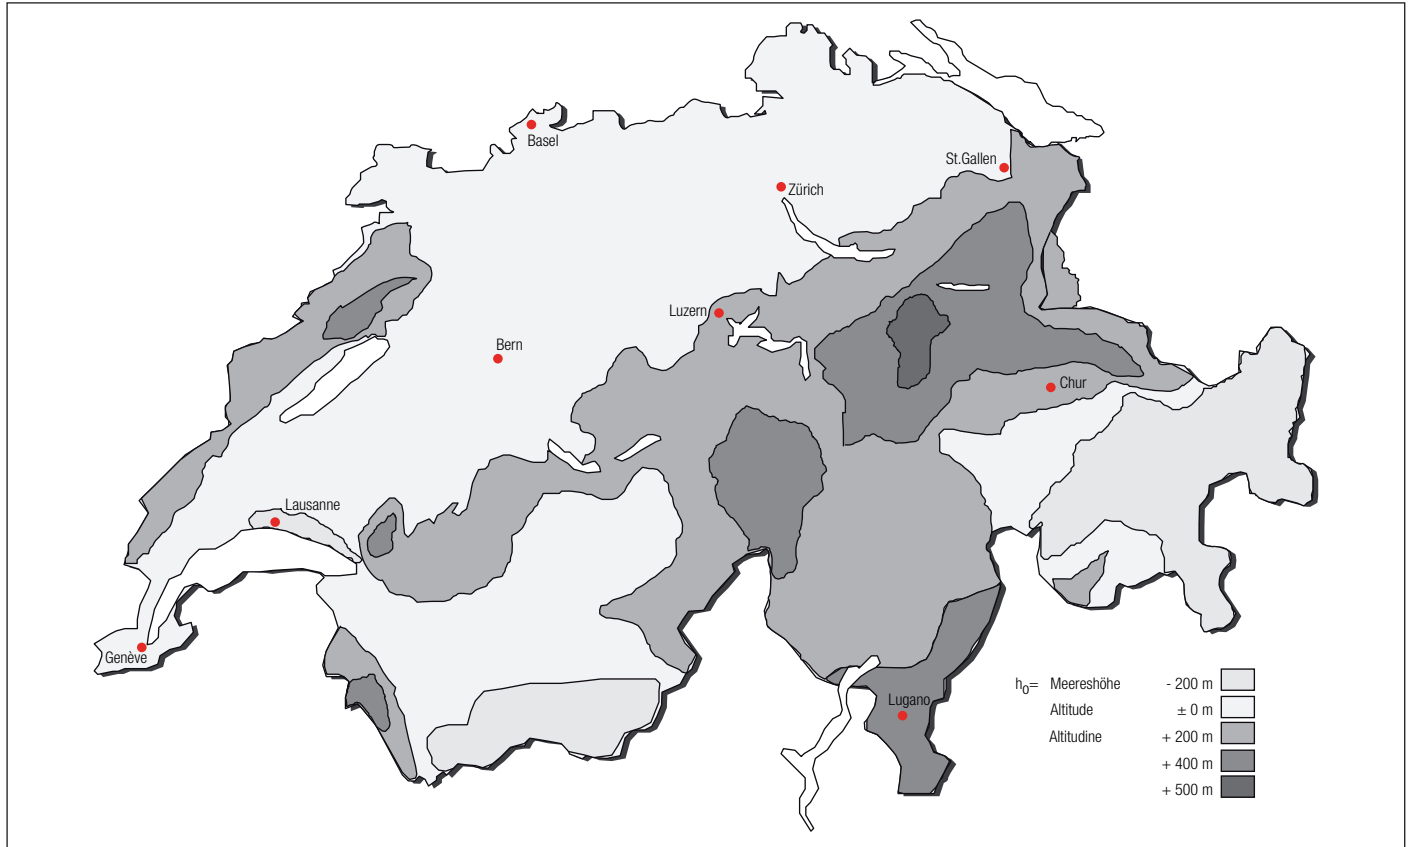 Basel
St.Gallen
Zürich
Luzern
Bern
Chur
Lausanne
Genève
Lugano
h0= Meereshöhe - 200 m
Altitude ± 0 m
Altitudine + 200 m
+ 400 m
+ 500 m